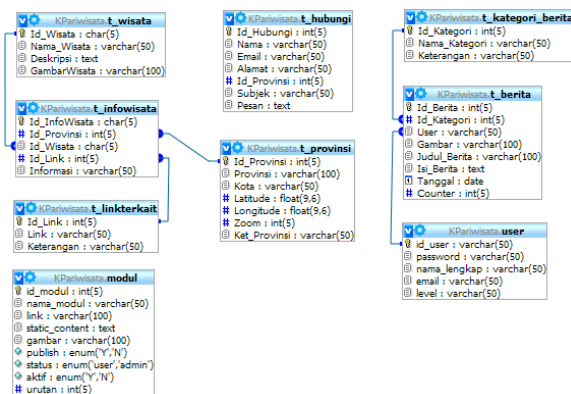 KPariwisata.t_wisata
Id_Wisata : char(5)
Nama_Wisata : varchar(50)
Deskripsi : text
GambarWisata : varchar(100)
KPariwisata.t_hubungi
Id_Hubungi : int(5)
Nama : varchar(50)
Email : varchar(50)
Alamat : varchar(50)
# Id_Provinsi : int(5)
Subjek : varchar(50)
Pesan : text
KPariwisata.t_kategori_berita
Id_Kategori : int(5)
Nama_Kategori : varchar(50)
Keterangan : varchar(50)
KPariwisata.t_infowisata
Id_InfoWisata : char(5)
# Id_Provinsi : int(5)
Id_Wisata : char(5)
# Id_Link : int(5)
Informasi : varchar(50)
KPariwisata.t_provinsi
Id_Provinsi : int(5)
Provinsi : varchar(100)
Kota : varchar(50)
# Latitude : float(9,6)
# Longitude : float(9,6)
# Zoom : int(5)
Ket_Provinsi : varchar(50)
KPariwisata.t_berita
Id_Berita : int(5)
# Id_Kategori : int(5)
User : varchar(50)
Gambar : varchar(100)
Judul_Berita : varchar(100)
Isi_Berita : text
Tanggal : date
# Counter : int(5)
KPariwisata.t_linkterkait
Id_Link : int(5)
Link : varchar(50)
Keterangan : varchar(50)
KPariwisata.user
id_user : varchar(50)
password : varchar(50)
nama_lengkap : varchar(50)
email : varchar(50)
level : varchar(50)
KPariwisata.modul
id_modul : int(5)
nama_modul : varchar(50)
link : varchar(100)
static_content : text
gambar : varchar(100)
publish : enum('Y','N')
status : enum('user','admin')
aktif : enum('Y','N')
# urutan : int(5)